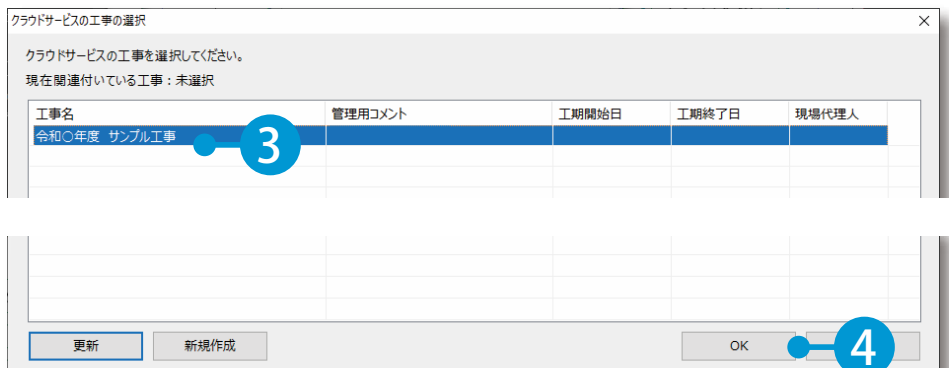 クラウドサービスの工事の選択
クラウドサービスの工事を選択してください。
現在関連付いている工事:未選択
工事名 管理用コメント 工期開始日 工期終了日 現場代理人
令和○年度 サンプル工事 3
更新 新規作成 OK 4